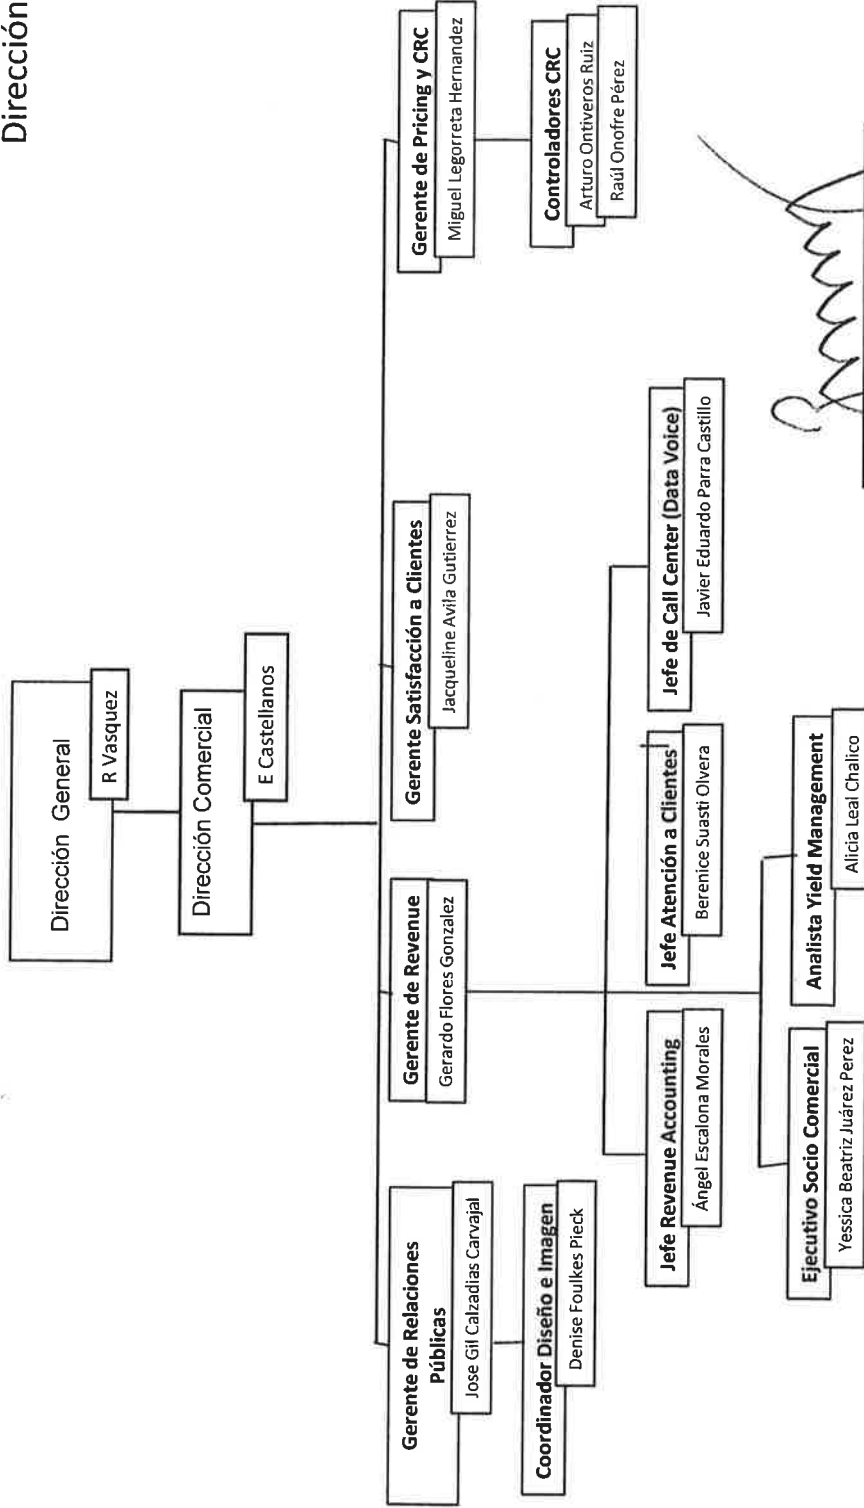 Dirección
Dirección General
R Vasquez
Dirección Comercial
E Castellanos
Gerente de Relaciones
Públicas
Jose Gil Calzadias Carvajal
Gerente de Revenue
Gerardo Flores Gonzalez
Gerente Satisfacción a Clientes
Jacqueline Avila Gutierrez
Gerente de Pricing y CRC
Miguel Legorreta Hernandez
Coordinador Diseño e Imagen
Denise Foulkes Pieck
Controladores CRC
Arturo Ontiveros Ruiz
Raúl Onofre Pérez
Jefe Revenue Accounting
Ángel Escalona Morales
Jefe Atención a Clientes
Berenice Suasti Olvera
Jefe de Call Center (Data Voice)
Javier Eduardo Parra Castillo
Ejecutivo Socio Comercial
Yessica Beatriz Juárez Perez
Analista Yield Management
Alicia Leal Chalico